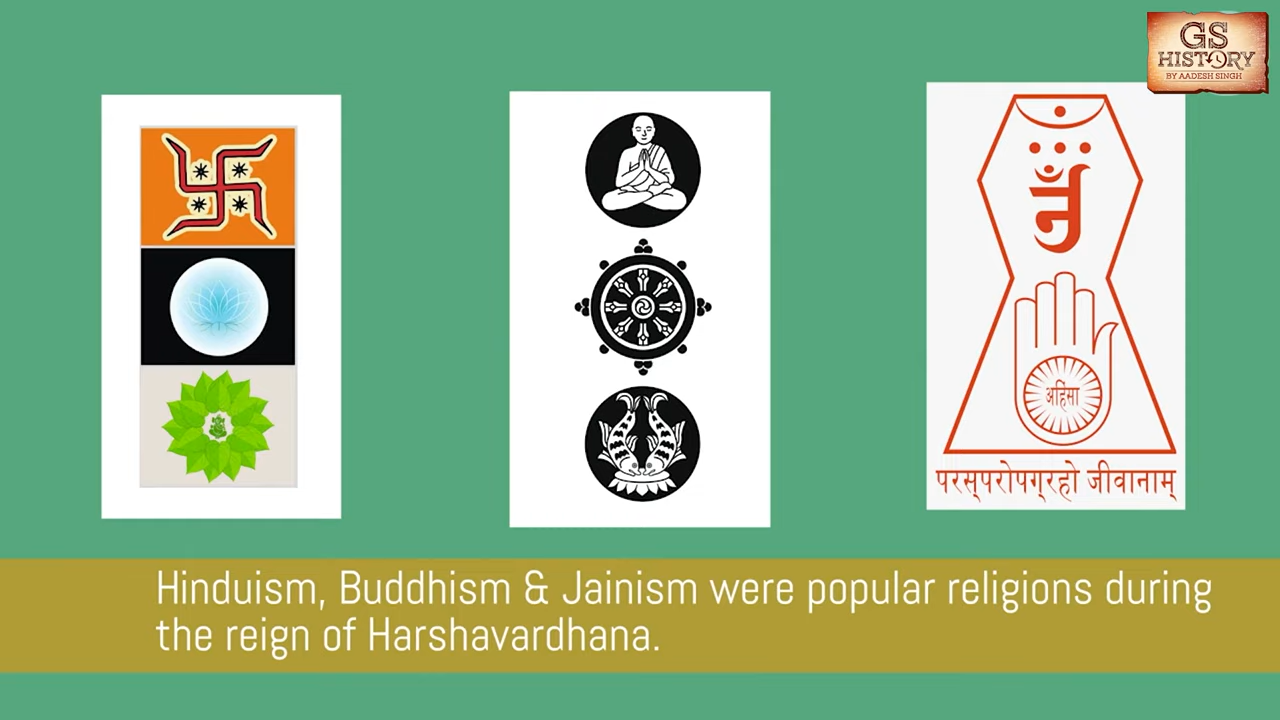 GS
HISTORY
BY AADESH SINGH
अहिंसा
परस्परोपग्रहो जीवानाम्
Hinduism, Buddhism & Jainism were popular religions during
the reign of Harshavardhana.